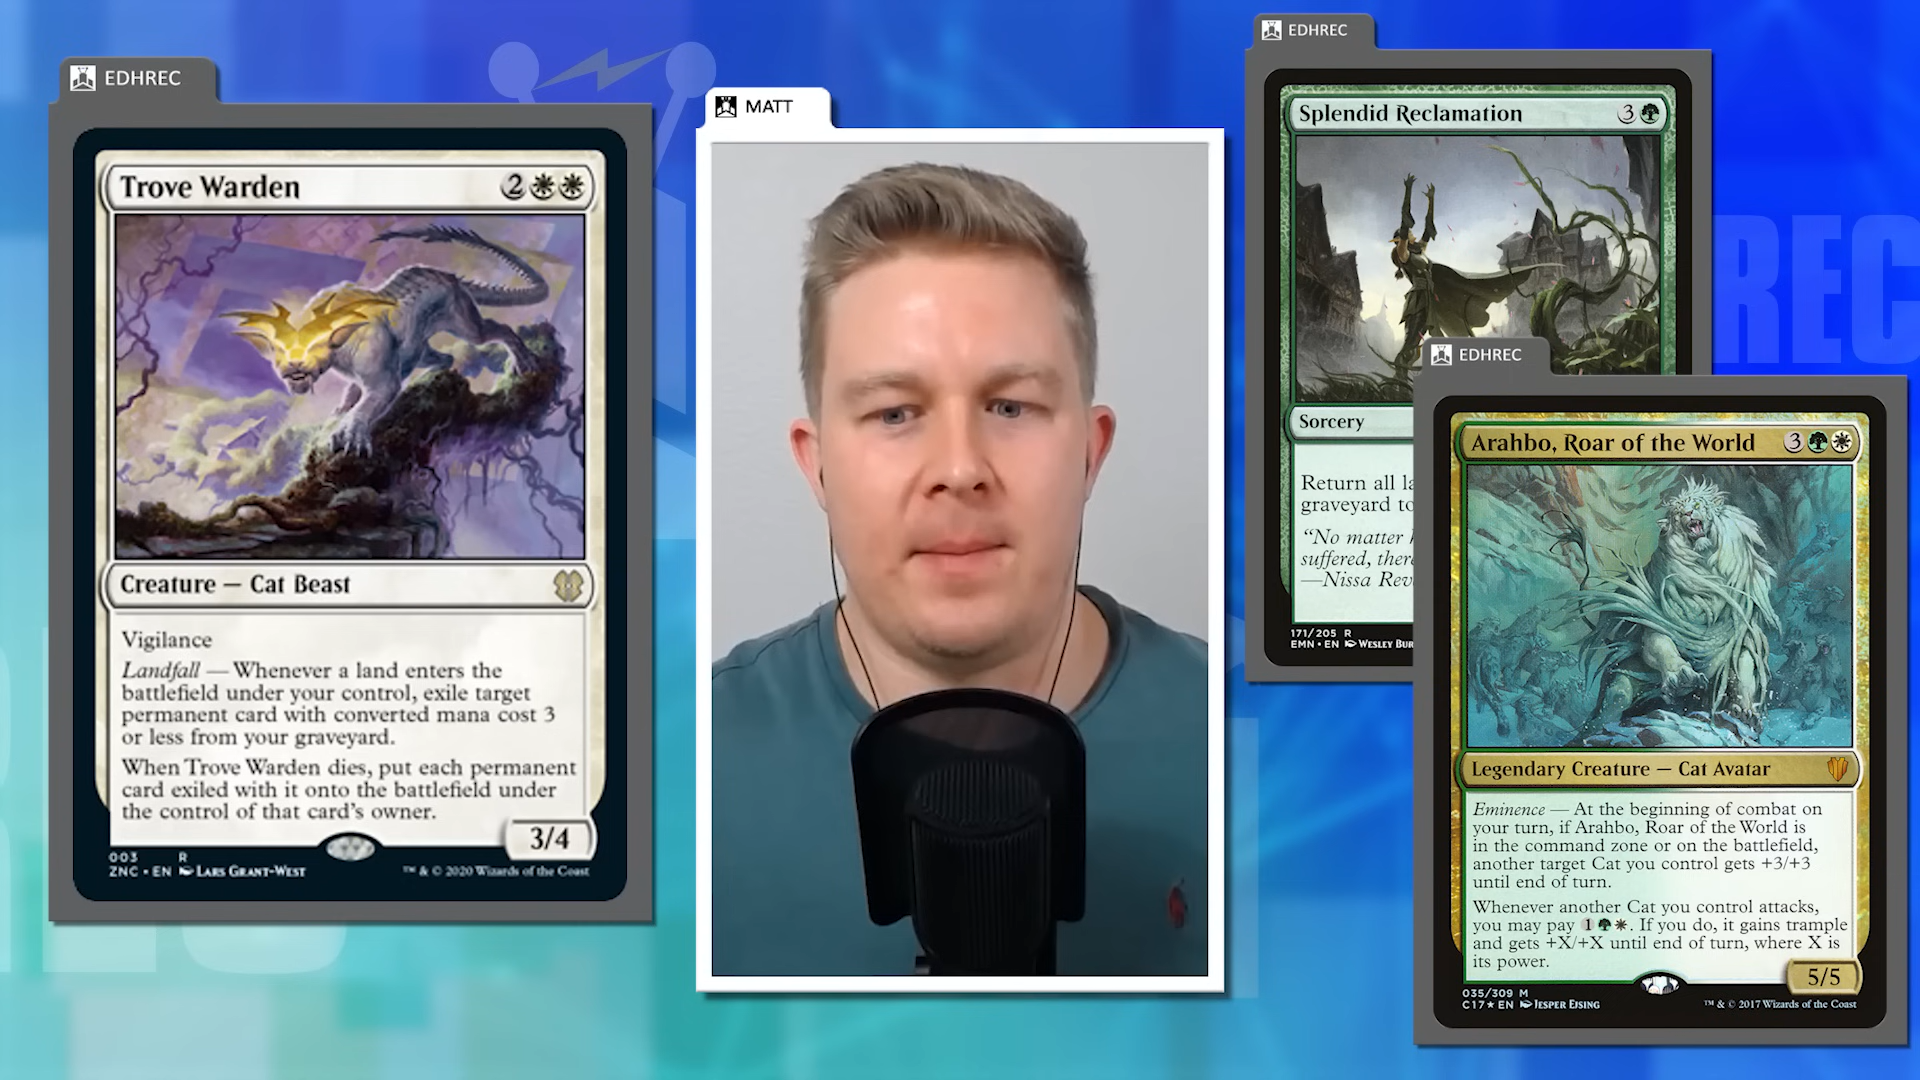 EDHREC
Trove Warden 2
Creature — Cat Beast
Vigilance
Landfall — Whenever a land enters the
battlefield under your control, exile target
permanent card with converted mana cost 3
or less from your graveyard.
When Trove Warden dies, put each permanent
card exiled with it onto the battlefield under
the control of that card's owner.
3/4
003 R
ZNC • EN Lars Grant-West
™ & © 2020 Wizards of the Coast
MATT
EDHREC
Splendid Reclamation 3
Sorcery
Return all la
graveyard to
"No matter
suffered, there
—Nissa Rev
171/205 R
EMN • EN Wesley Bur
EDHREC
Arahbo, Roar of the World 3
Legendary Creature — Cat Avatar
Eminence — At the beginning of combat on
your turn, if Arahbo, Roar of the World is
in the command zone or on the battlefield,
another target Cat you control gets +3/+3
until end of turn.
Whenever another Cat you control attacks,
you may pay 1. If you do, it gains trample
and gets +X/+X until end of turn, where X is
its power.
5/5
035/309 M
C17★EN Jesper Ejsing
™ & © 2017 Wizards of the Coast
REC